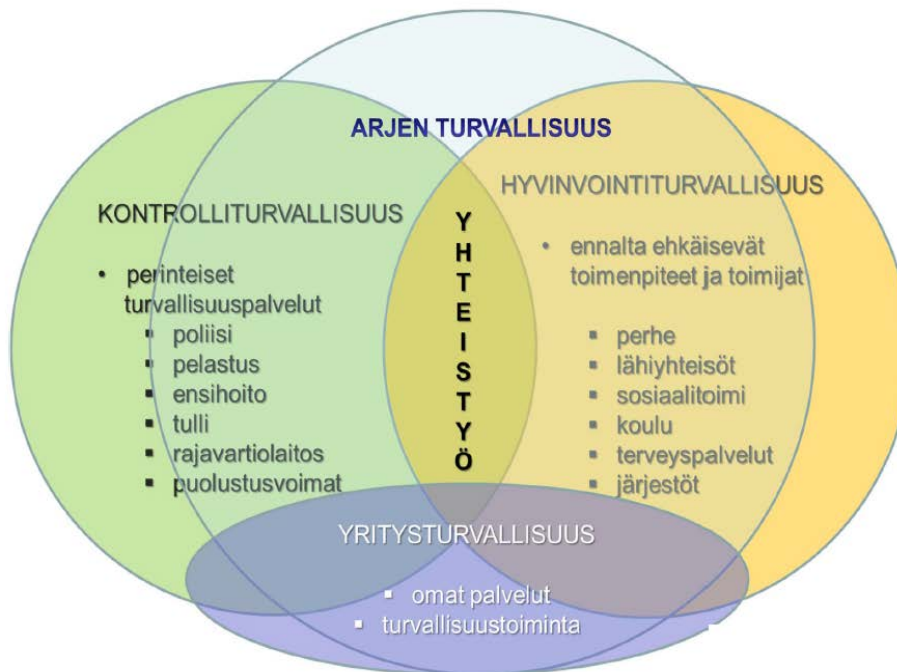 ARJEN TURVALLISUUS
KONTROLLITURVALLISUUS
• perinteiset
turvallisuuspalvelut
▪ poliisi
▪ pelastus
▪ ensihoito
▪ tulli
▪ rajavartiolaitos
▪ puolustusvoimat
Y
H
T
E
I
S
T
Y
Ö
HYVINVOINTITURVALLISUUS
• ennalta ehkäisevät
toimenpiteet ja toimijat
▪ perhe
▪ lähiyhteisöt
▪ sosiaalitoimi
▪ koulu
▪ terveyspalvelut
▪ järjestöt
YRITYSTURVALLISUUS
▪ omat palvelut
▪ turvallisuustoiminta